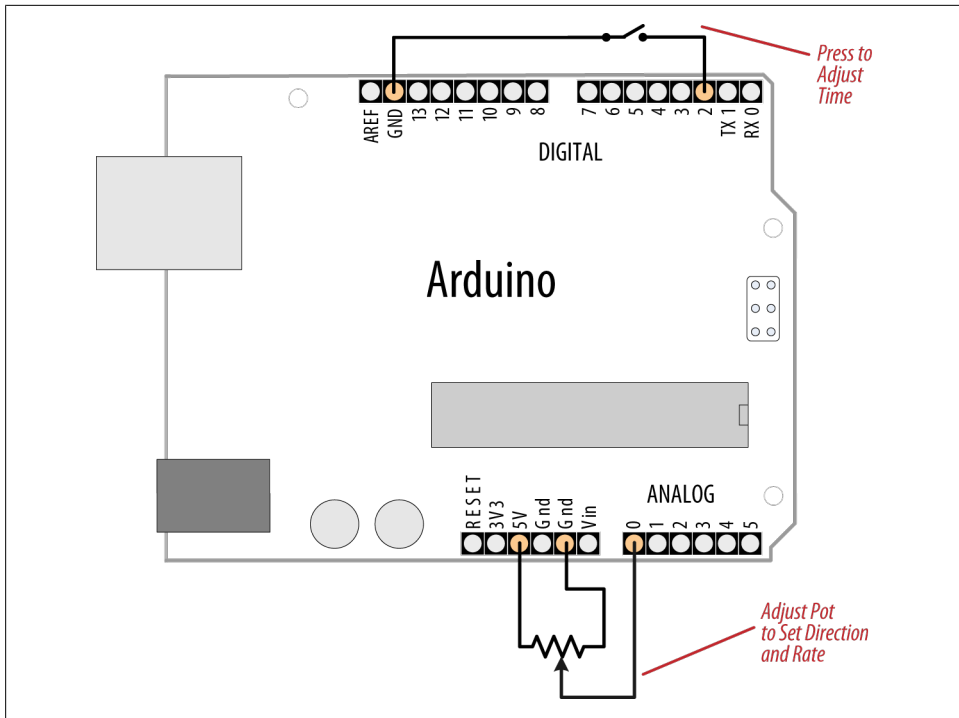 Press to
Adjust
Time
AREF
GND
13
12
11
10
9
8
7
6
5
4
3
2
TX 1
RX 0
DIGITAL
Arduino
ANALOG
RESET
3V3
5V
Gnd
Gnd
Vin
0
1
2
3
4
5
Adjust Pot
to Set Direction
and Rate